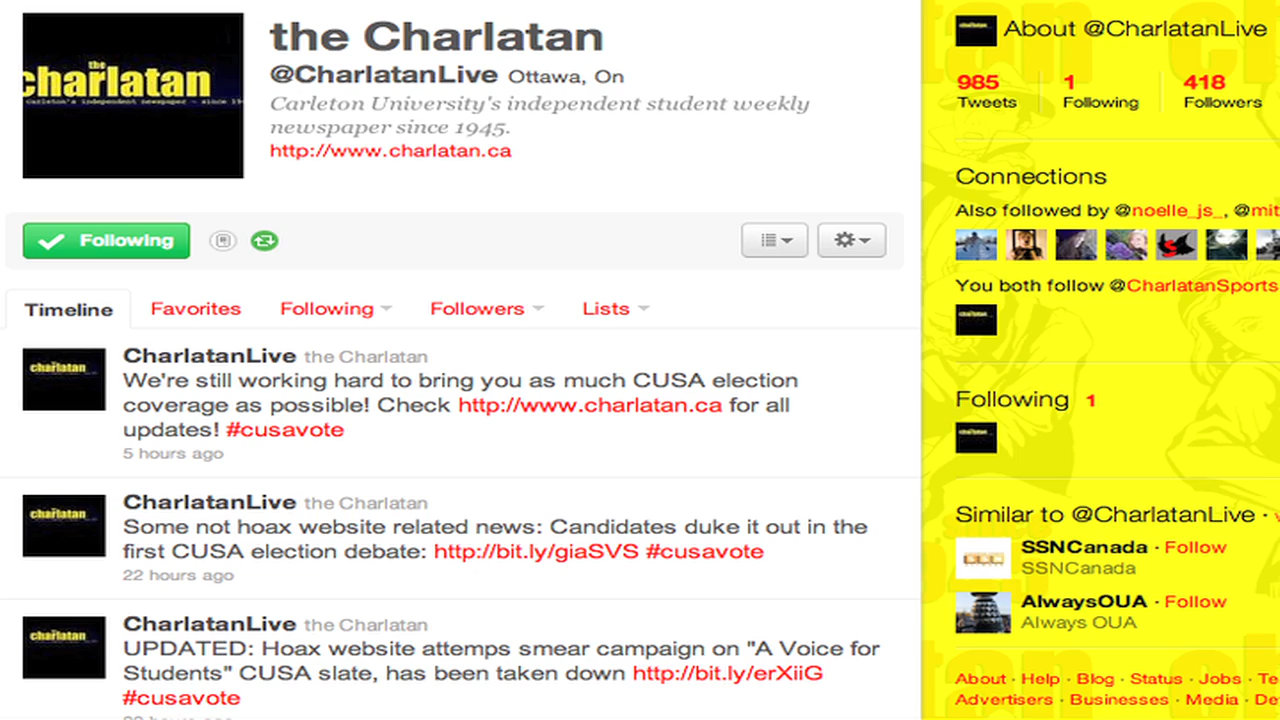 the
charlatan
the Charlatan
@CharlatanLive Ottawa, On
Carleton University's independent student weekly
newspaper since 1945.
http://www.charlatan.ca
Following
Timeline
Favorites
Following
Followers
Lists
CharlatanLive the Charlatan
We're still working hard to bring you as much CUSA election
coverage as possible! Check http://www.charlatan.ca for all
updates! #cusavote
5 hours ago
CharlatanLive the Charlatan
Some not hoax website related news: Candidates duke it out in the
first CUSA election debate: http://bit.ly/giaSVS #cusavote
22 hours ago
CharlatanLive the Charlatan
UPDATED: Hoax website attemps smear campaign on "A Voice for
Students" CUSA slate, has been taken down http://bit.ly/erXiiG
#cusavote
About @CharlatanLive
985 1 418
Tweets Following Followers
Connections
Also followed by @noelle_js_, @mit
You both follow @CharlatanSports
Following 1
Similar to @CharlatanLive ·
SSNCanada · Follow
SSNCanada
AlwaysOUA · Follow
Always OUA
About · Help · Blog · Status · Jobs · Te
Advertisers · Businesses · Media · De